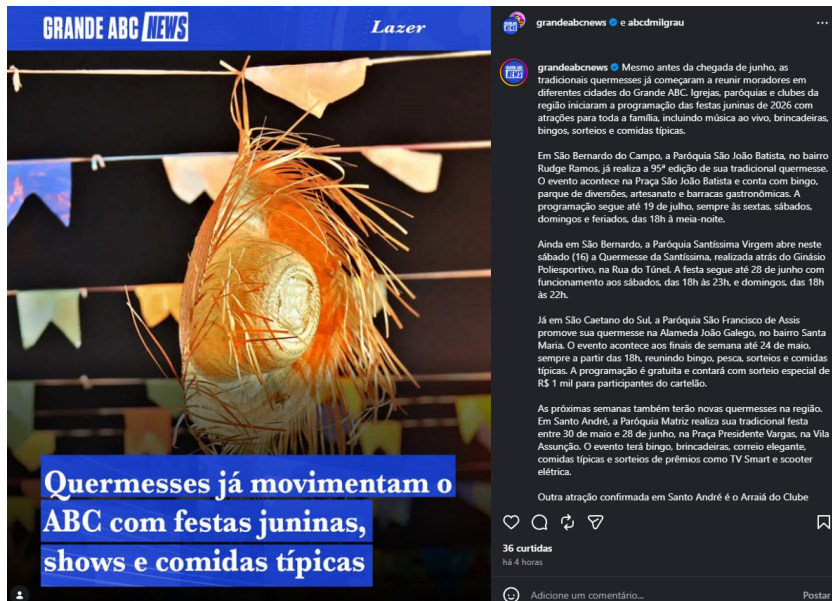 GRANDE ABC NEWS
Lazer
Quermesses já movimentam o
ABC com festas juninas,
shows e comidas típicas
grandeabcnews e abcdmilgrau
grandeabcnews Mesmo antes da chegada de junho, as
tradicionais quermesses já começaram a reunir moradores em
diferentes cidades do Grande ABC. Igrejas, paróquias e clubes da
região iniciaram a programação das festas juninas de 2026 com
atrações para toda a família, incluindo música ao vivo, brincadeiras,
bingos, sorteios e comidas típicas.
Em São Bernardo do Campo, a Paróquia São João Batista, no bairro
Rudge Ramos, já realiza a 95ª edição de sua tradicional quermesse.
O evento acontece na Praça São João Batista e conta com bingo,
parque de diversões, artesanato e barracas gastronômicas. A
programação segue até 19 de julho, sempre às sextas, sábados,
domingos e feriados, das 18h à meia-noite.
Ainda em São Bernardo, a Paróquia Santíssima Virgem abre neste
sábado (16) a Quermesse da Santíssima, realizada atrás do Ginásio
Poliesportivo, na Rua do Túnel. A festa segue até 28 de junho com
funcionamento aos sábados, das 18h às 23h, e domingos, das 18h
às 22h.
Já em São Caetano do Sul, a Paróquia São Francisco de Assis
promove sua quermesse na Alameda João Galego, no bairro Santa
Maria. O evento acontece aos finais de semana até 24 de maio,
sempre a partir das 18h, reunindo bingo, pesca, sorteios e comidas
típicas. A programação é gratuita e contará com sorteio especial de
R$ 1 mil para participantes do cartelão.
As próximas semanas também terão novas quermesses na região.
Em Santo André, a Paróquia Matriz realiza sua tradicional festa
entre 30 de maio e 28 de junho, na Praça Presidente Vargas, na Vila
Assunção. O evento terá bingo, brincadeiras, correio elegante,
comidas típicas e sorteios de prêmios como TV Smart e scooter
elétrica.
Outra atração confirmada em Santo André é o Arraiá do Clube
36 curtidas
há 4 horas
Adicione um comentário...
Postar